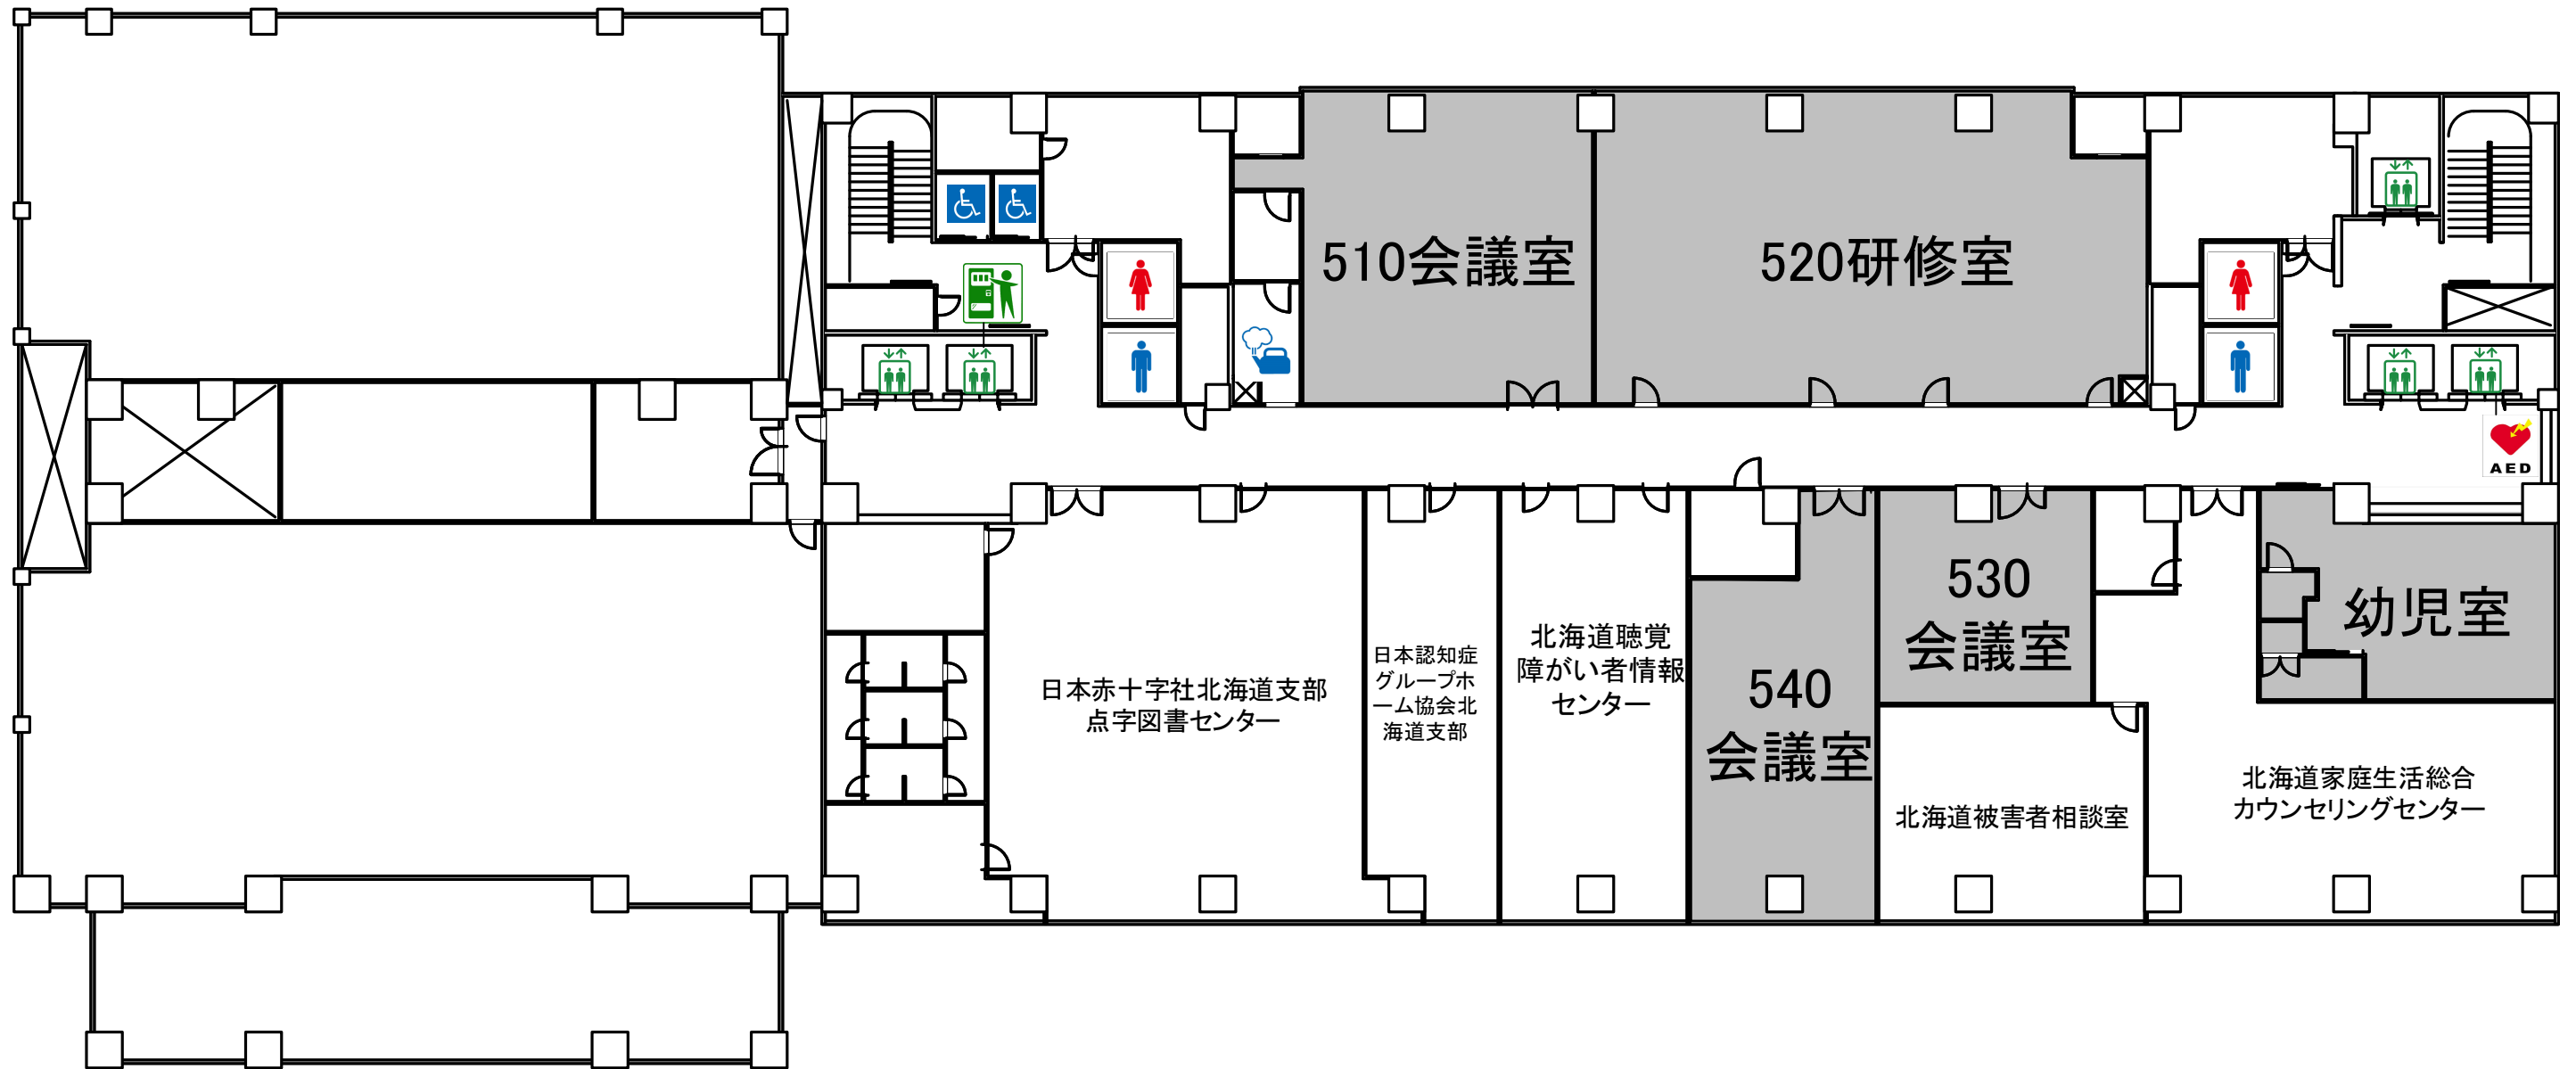 510会議室
520研修室
AED
530
会議室
幼児室
540
会議室
日本赤十字社北海道支部
点字図書センター
日本認知症
グループホ
ーム協会北
海道支部
北海道聴覚
障がい者情報
センター
北海道被害者相談室
北海道家庭生活総合
カウンセリングセンター